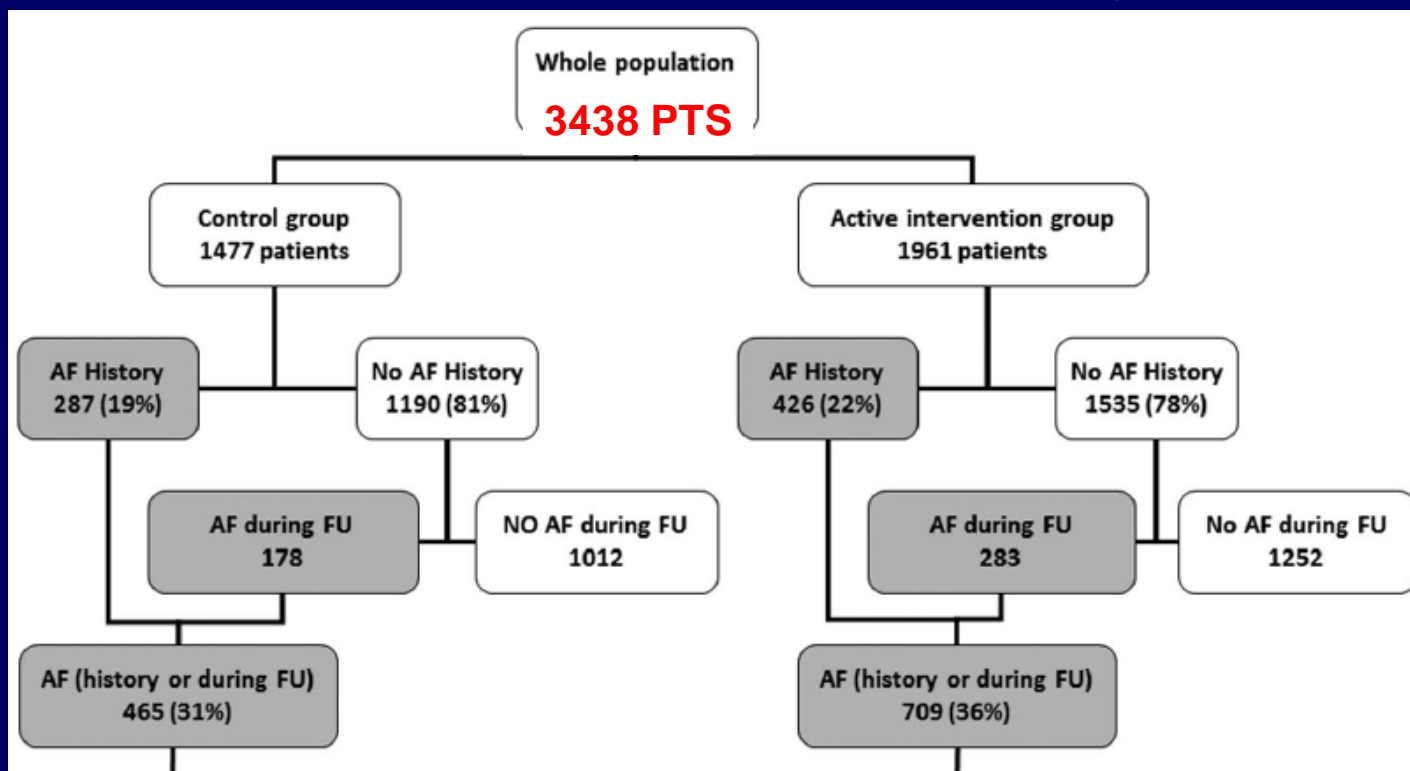 Whole population
3438 PTS
Control group
1477 patients
Active intervention group
1961 patients
AF History
287 (19%)
No AF History
1190 (81%)
AF History
426 (22%)
No AF History
1535 (78%)
AF during FU
178
NO AF during FU
1012
AF during FU
283
No AF during FU
1252
AF (history or during FU)
465 (31%)
AF (history or during FU)
709 (36%)